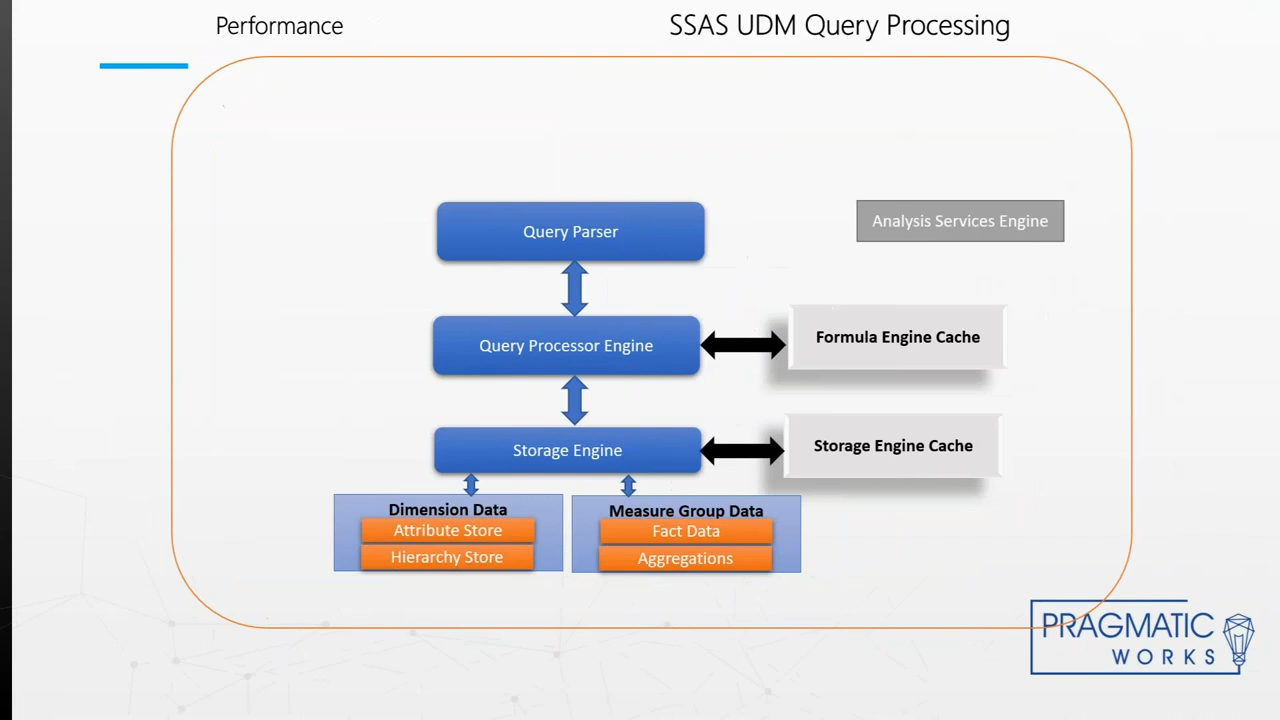 Performance
SSAS UDM Query Processing
Query Parser
Analysis Services Engine
Query Processor Engine
Formula Engine Cache
Storage Engine
Storage Engine Cache
Dimension Data
Attribute Store
Hierarchy Store
Measure Group Data
Fact Data
Aggregations
PRAGMATIC
WORKS